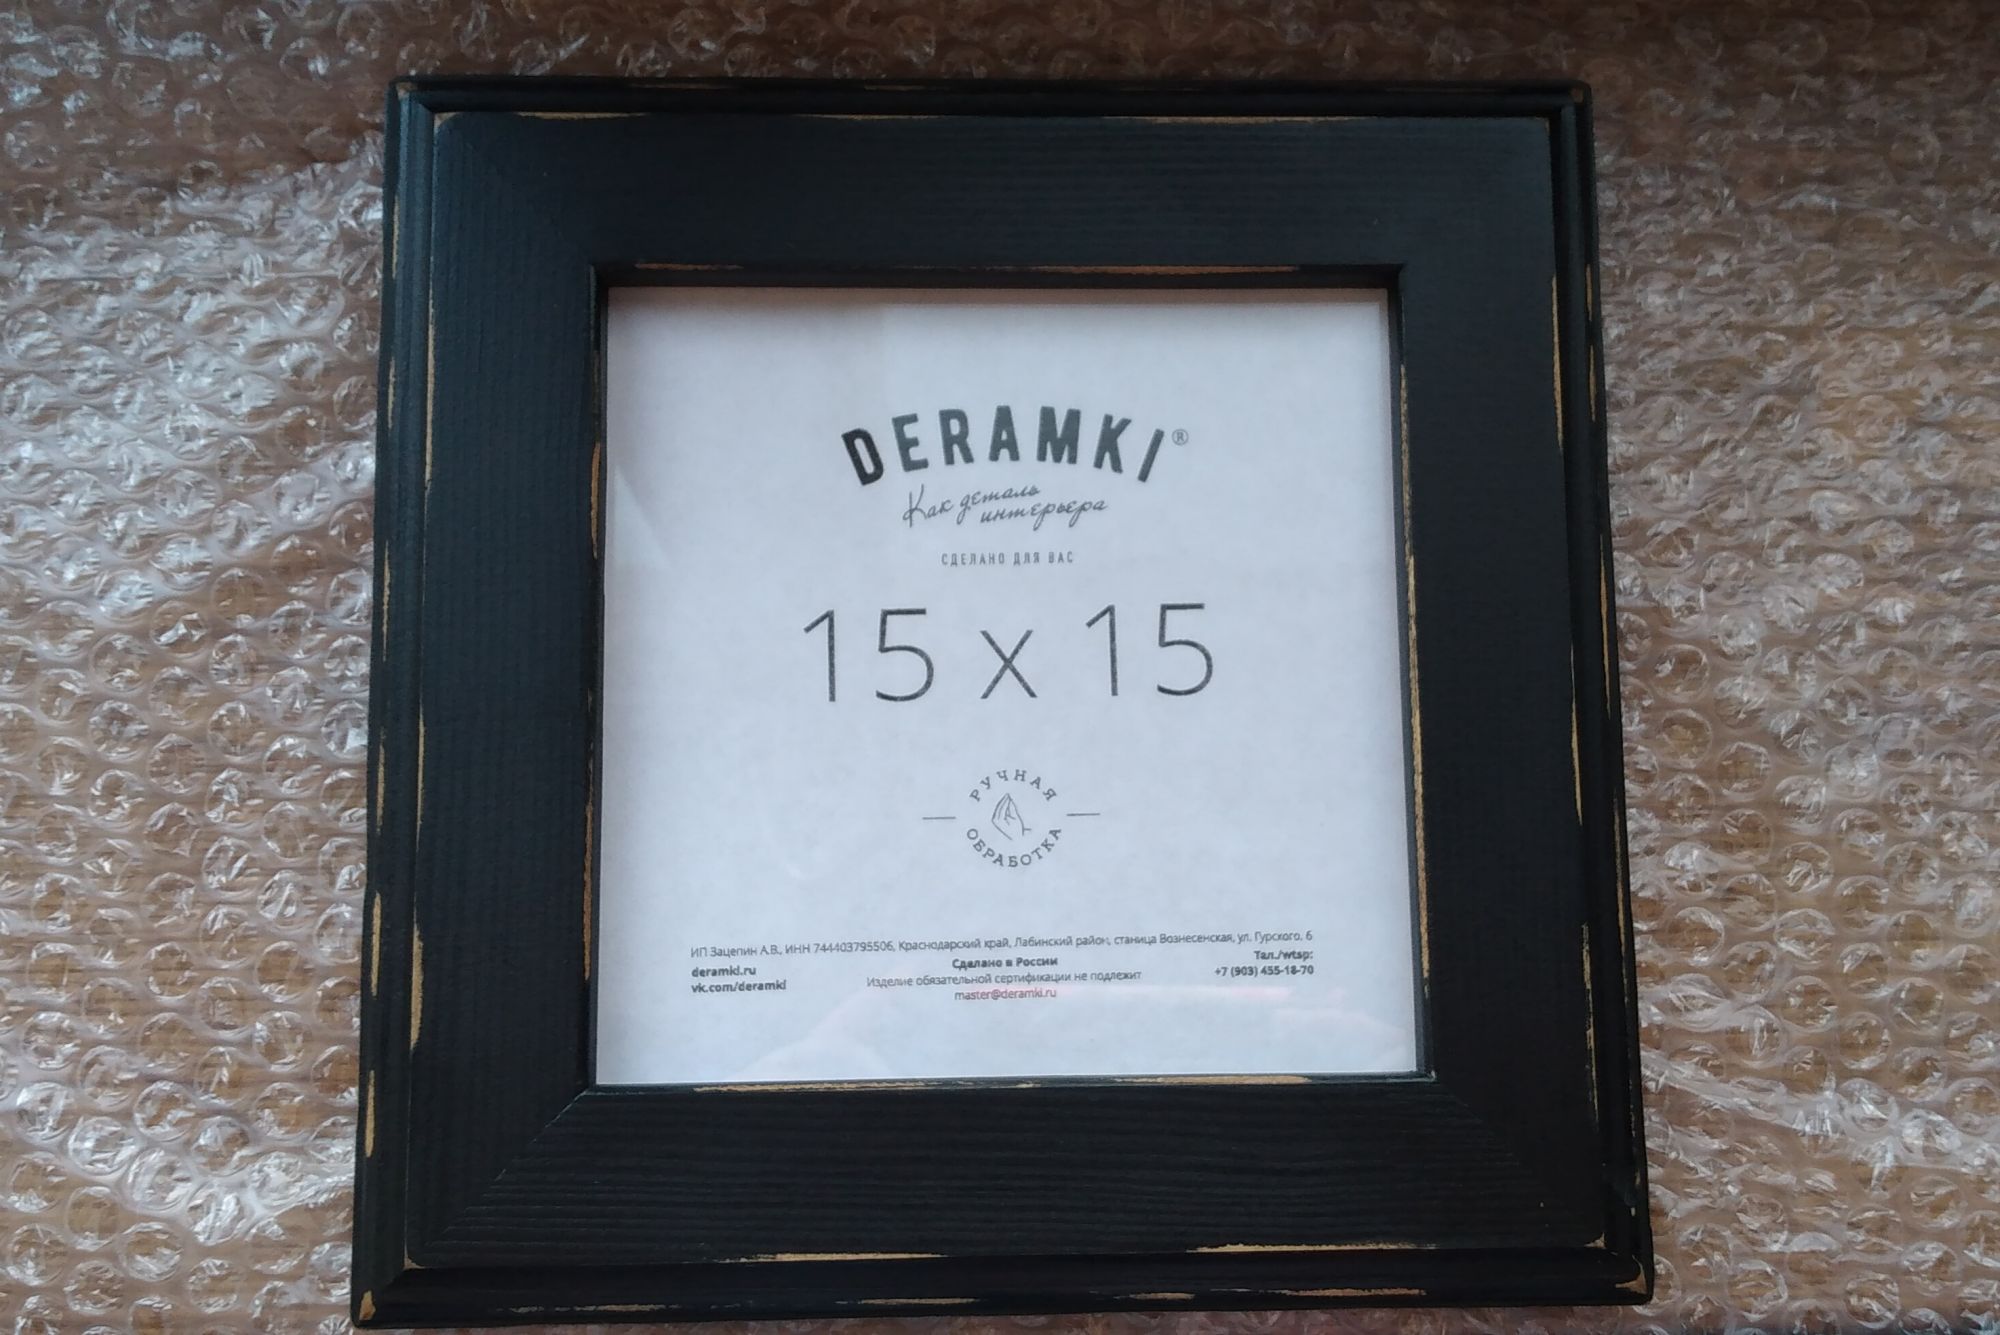 DERAMKI®
Как деталь
интерьера
СДЕЛАНО ДЛЯ ВАС
15 x 15
РУЧНАЯ
ОБРАБОТКА
ИП Зацепин А.В., ИНН 744403795506, Краснодарский край, Лабинский район, станица Вознесенская, ул. Гурского. 6
deramki.ru
vk.com/deramki
Сделано в России
Изделие обязательной сертификации не подлежит
master@deramki.ru
Тел./wtsp:
+7 (903) 455-18-70